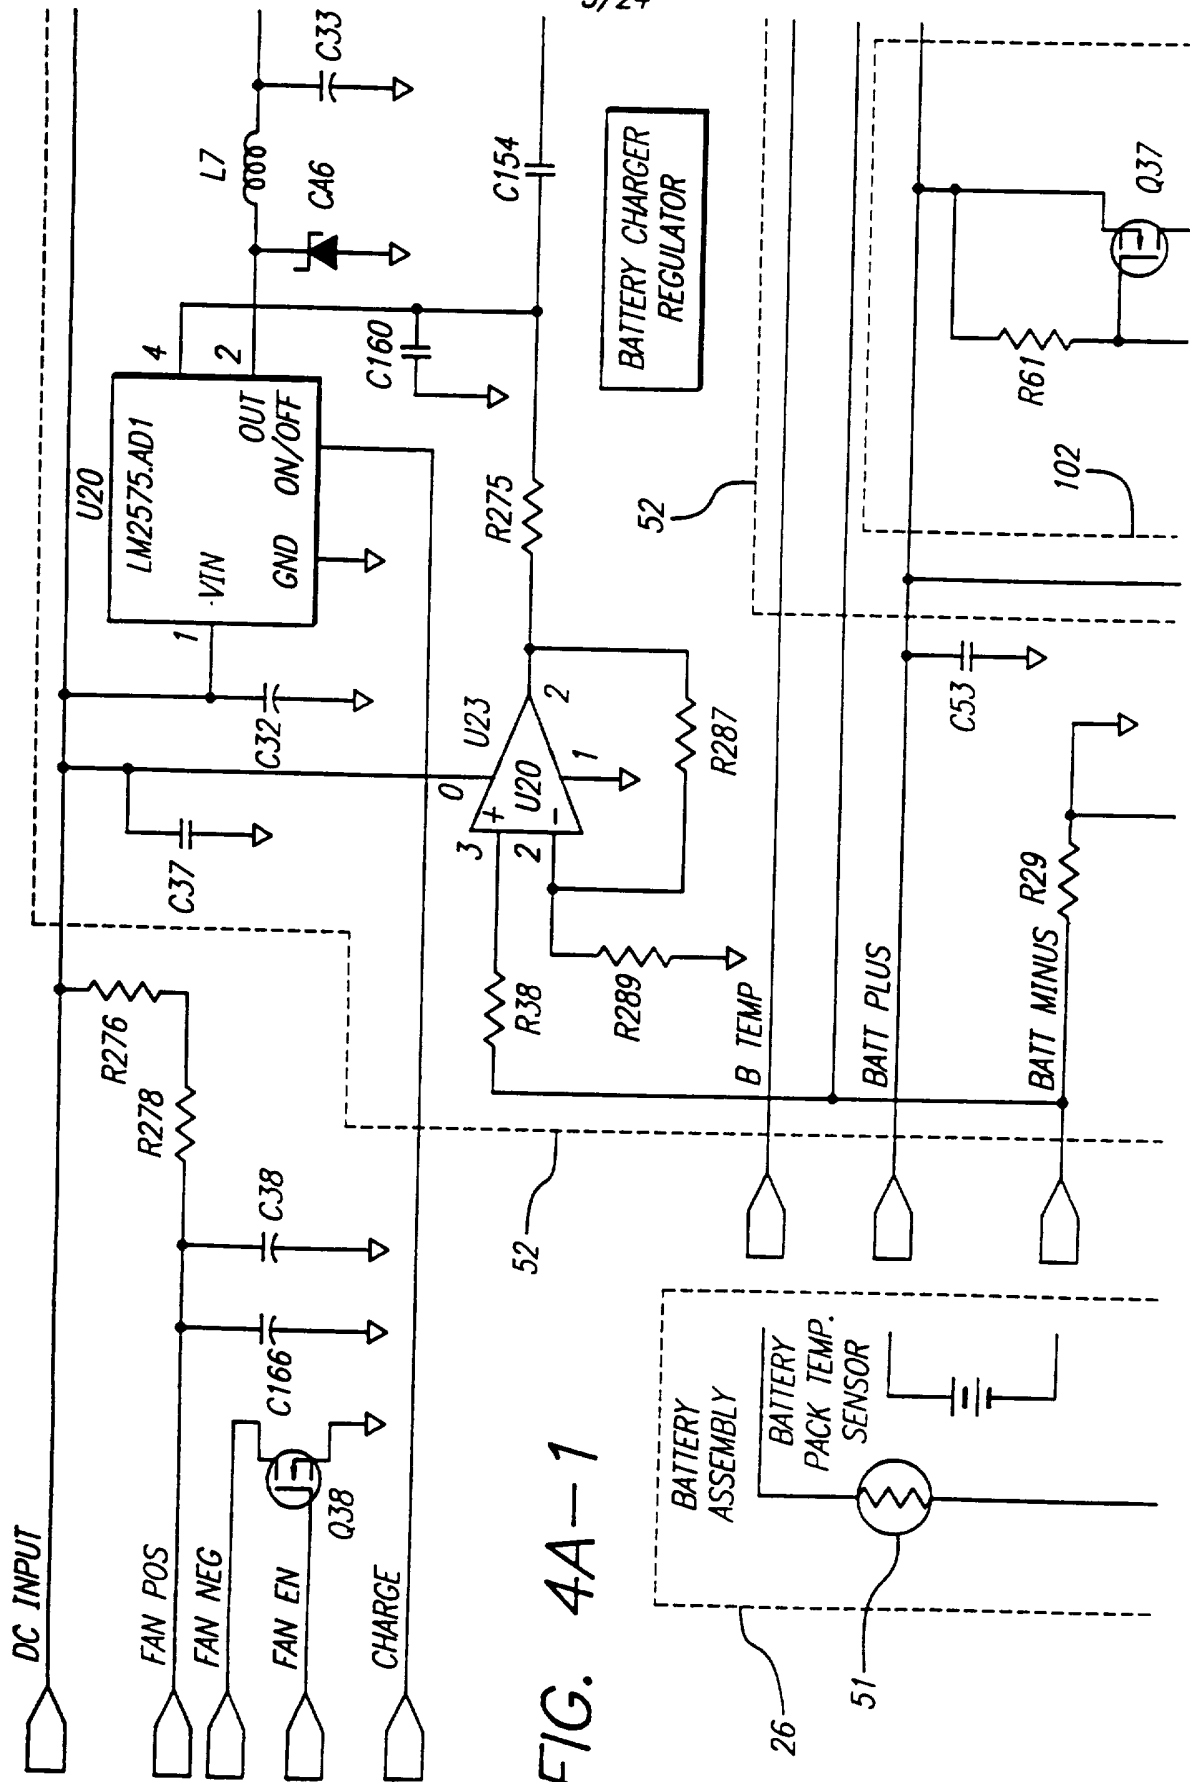 3/24
DC INPUT
FAN POS
FAN NEG
FAN EN
CHARGE
Q38
C166
C38
R278
R276
C37
C32
U20
LM2575.AD1
VIN
GND
ON/OFF
OUT
1
4
2
L7
CA6
C33
C160
C154
R275
U23
U20
0
3
2
+
-
2
1
R287
R38
R289
BATTERY CHARGER
REGULATOR
52
52
B TEMP
BATT PLUS
BATT MINUS
R29
C53
102
R61
Q37
FIG. 4A-1
BATTERY
ASSEMBLY
BATTERY
PACK TEMP.
SENSOR
26
51